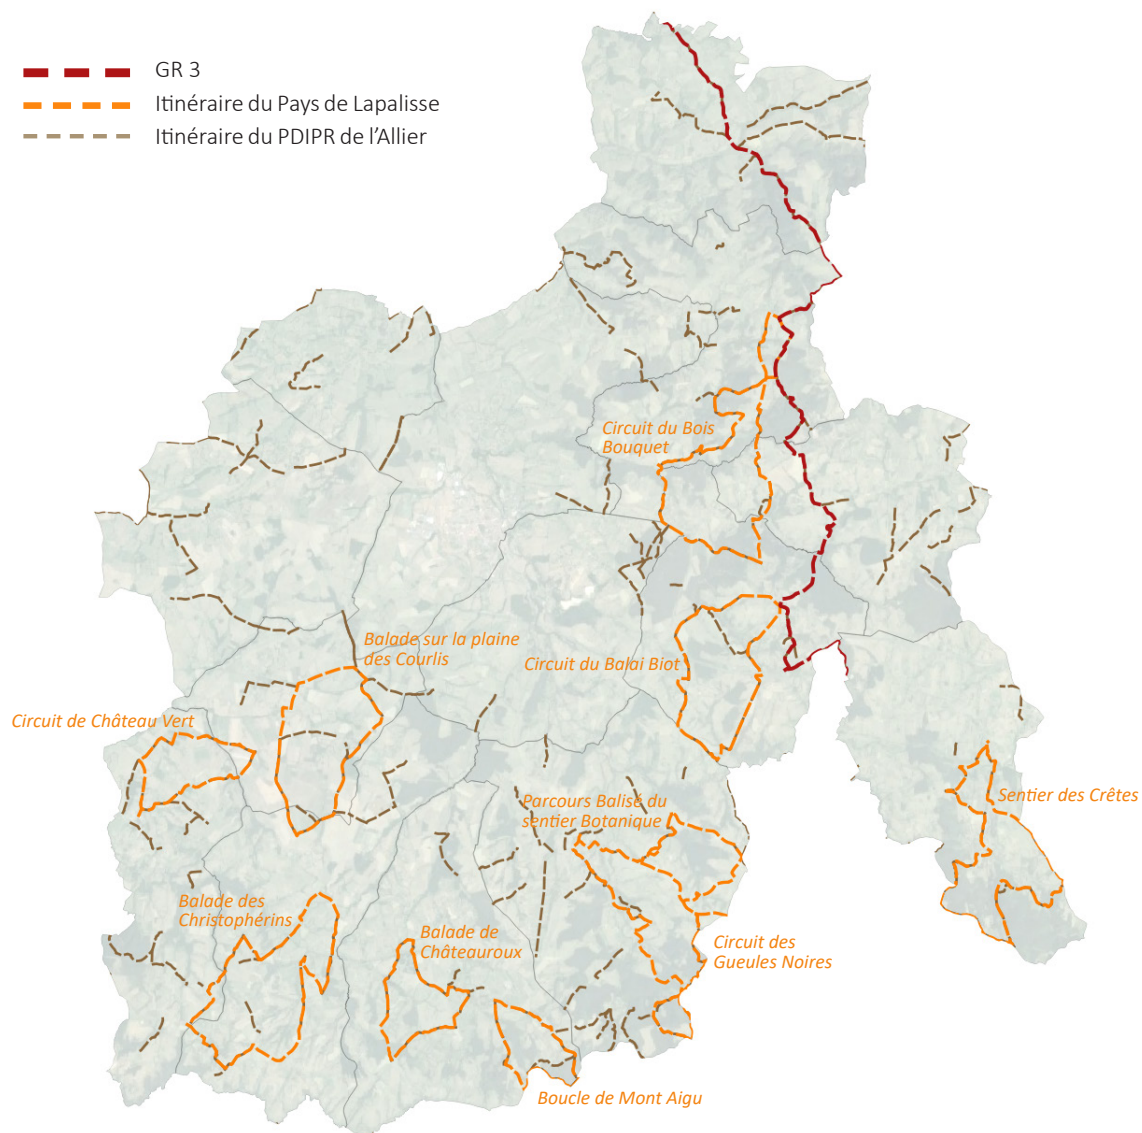 GR 3
Itinéraire du Pays de Lapalisse
Itinéraire du PDIPR de l’Allier
Circuit du Bois
Bouquet
Balade sur la plaine
des Courlis
Circuit du Balai Biot
Circuit de Château Vert
Parcours Balisé du
sentier Botanique
Sentier des Crêtes
Balade des
Christophérins
Balade de
Châteauroux
Circuit des
Gueules Noires
Boucle de Mont Aigu